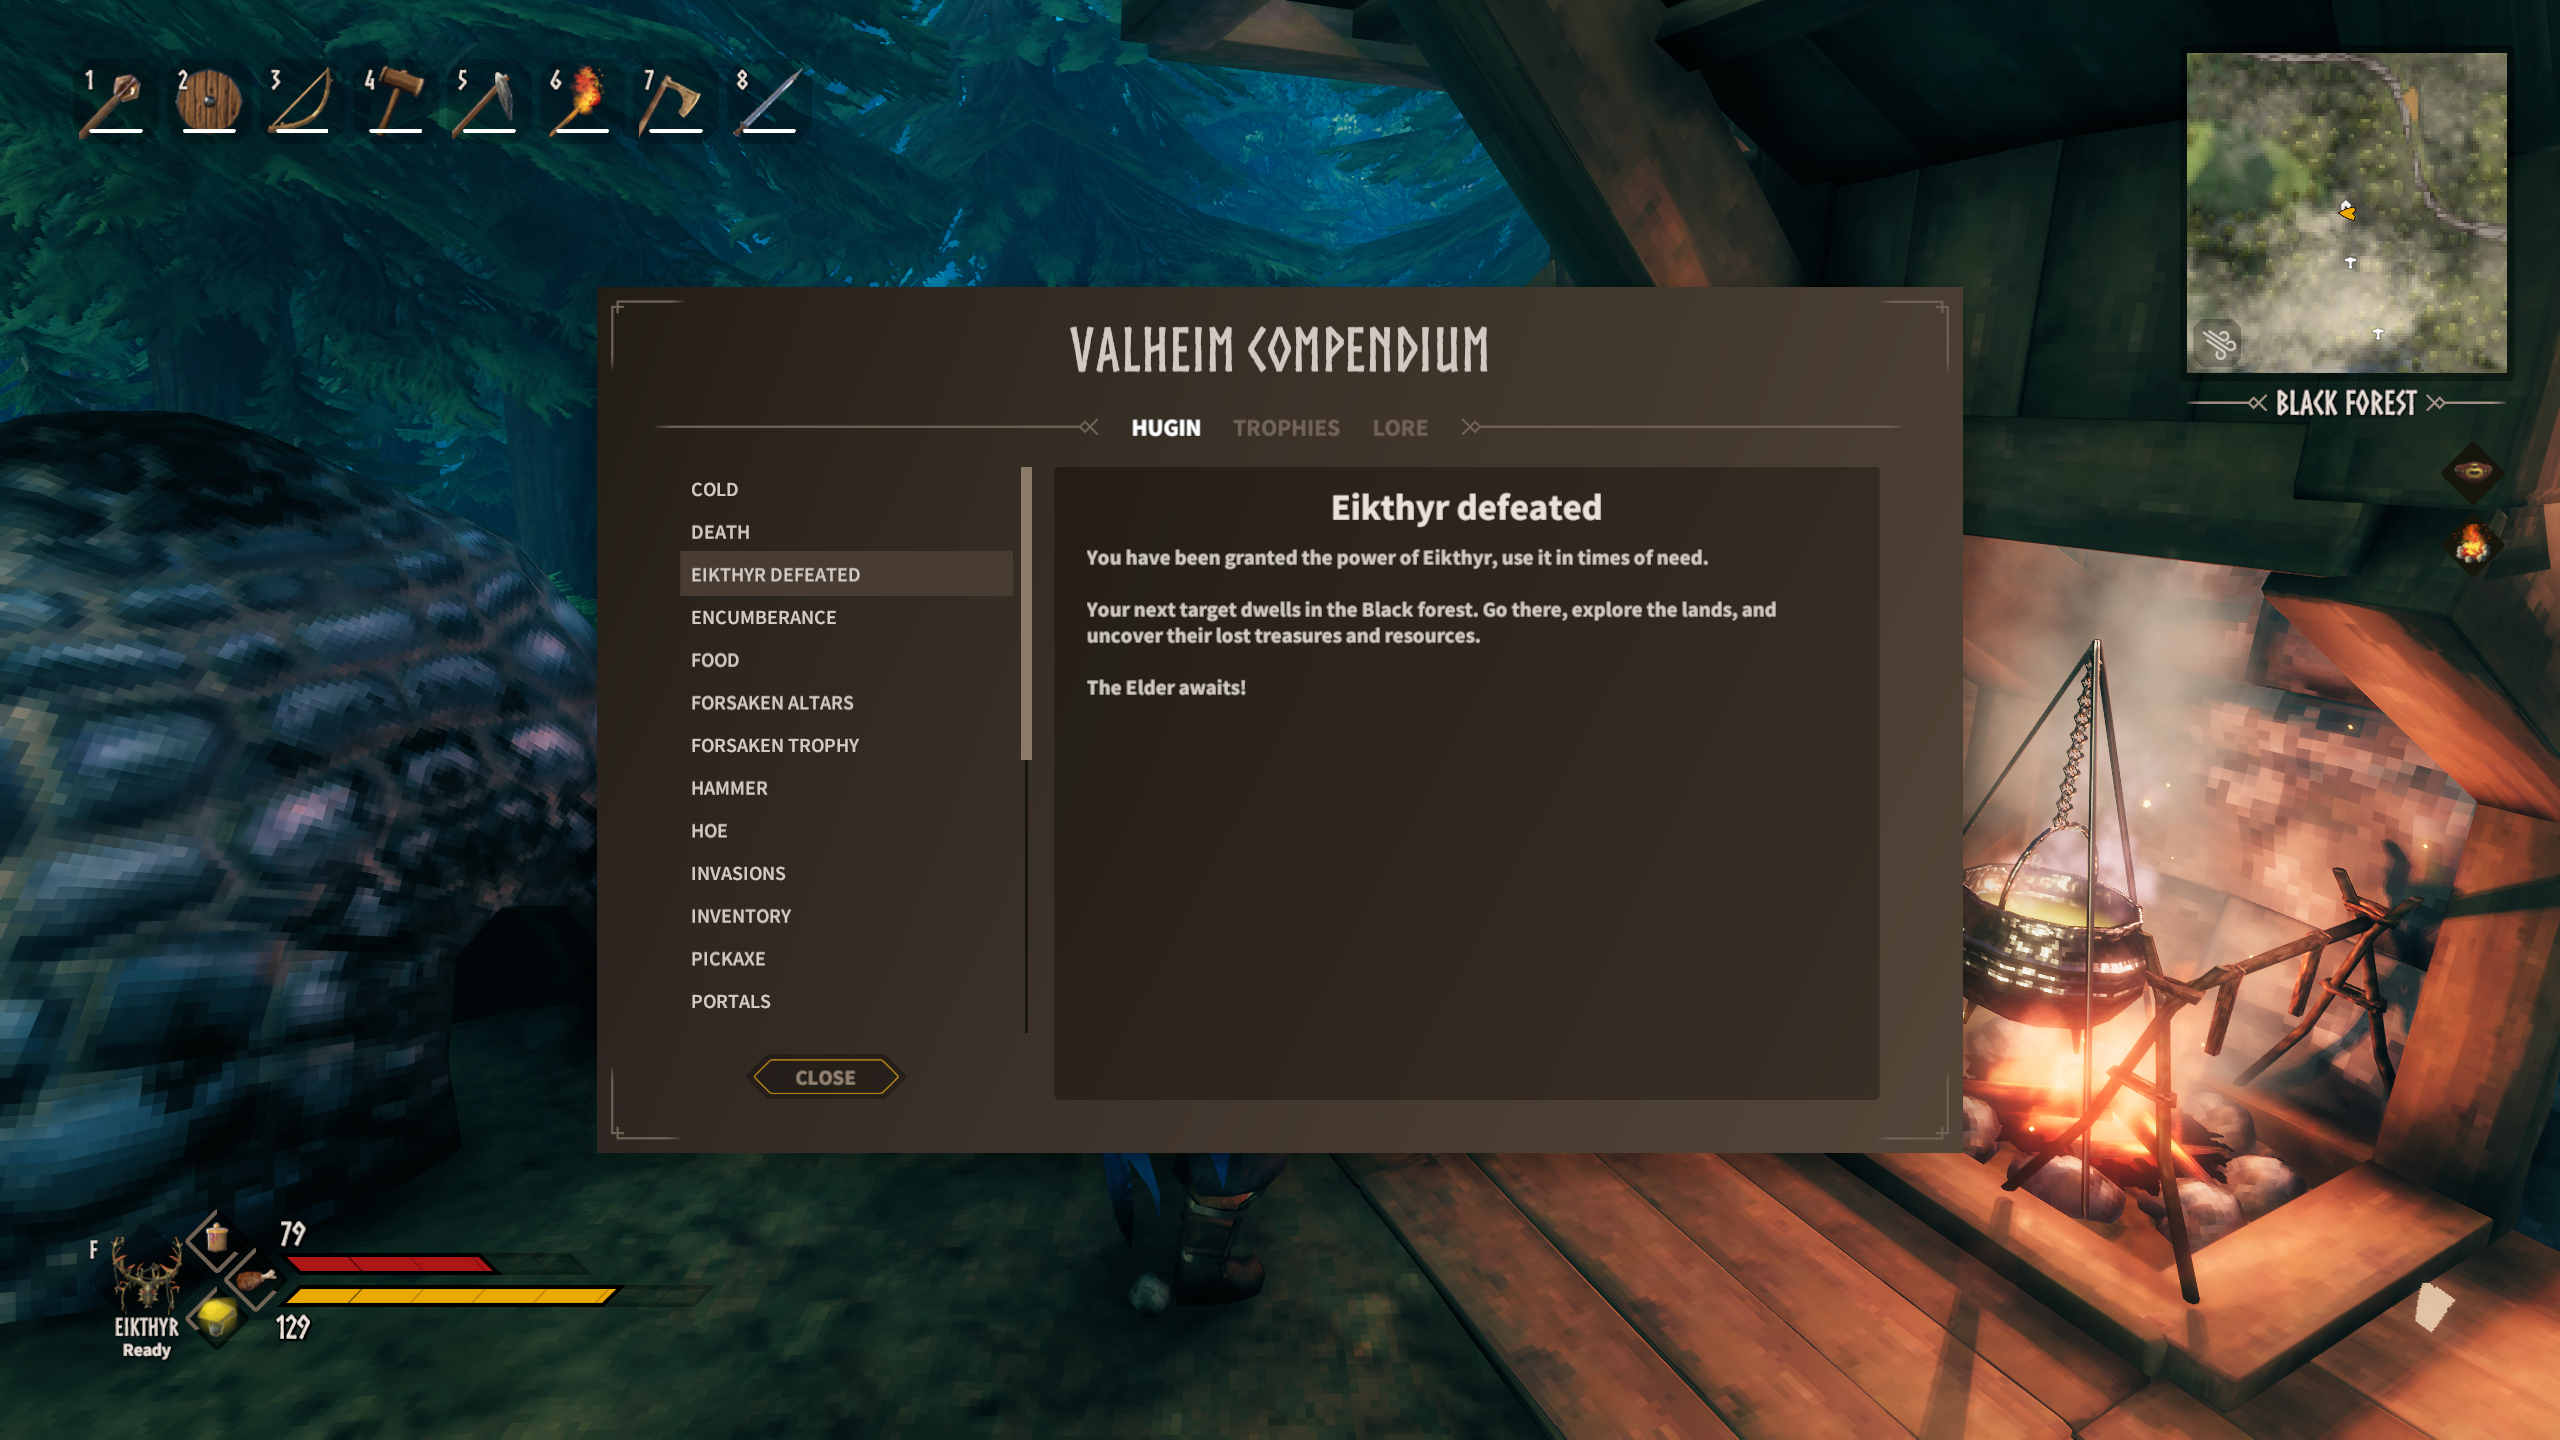 1 2 3 4 5 6 7 8
BLACK FOREST
VALHEIM COMPENDIUM
HUGIN TROPHIES LORE
COLD
DEATH
EIKTHYR DEFEATED
ENCUMBERANCE
FOOD
FORSAKEN ALTARS
FORSAKEN TROPHY
HAMMER
HOE
INVASIONS
INVENTORY
PICKAXE
PORTALS
CLOSE
Eikthyr defeated
You have been granted the power of Eikthyr, use it in times of need.
Your next target dwells in the Black forest. Go there, explore the lands, and
uncover their lost treasures and resources.
The Elder awaits!
F
79
129
EIKTHYR
Ready